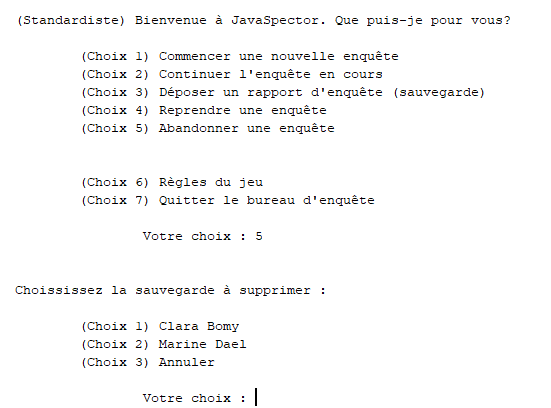 (Standardiste) Bienvenue à JavaSpector. Que puis-je pour vous?
(Choix 1) Commencer une nouvelle enquête
(Choix 2) Continuer l'enquête en cours
(Choix 3) Déposer un rapport d'enquête (sauvegarde)
(Choix 4) Reprendre une enquête
(Choix 5) Abandonner une enquête
(Choix 6) Règles du jeu
(Choix 7) Quitter le bureau d'enquête
Votre choix : 5
Choississez la sauvegarde à supprimer :
(Choix 1) Clara Bomy
(Choix 2) Marine Dael
(Choix 3) Annuler
Votre choix :